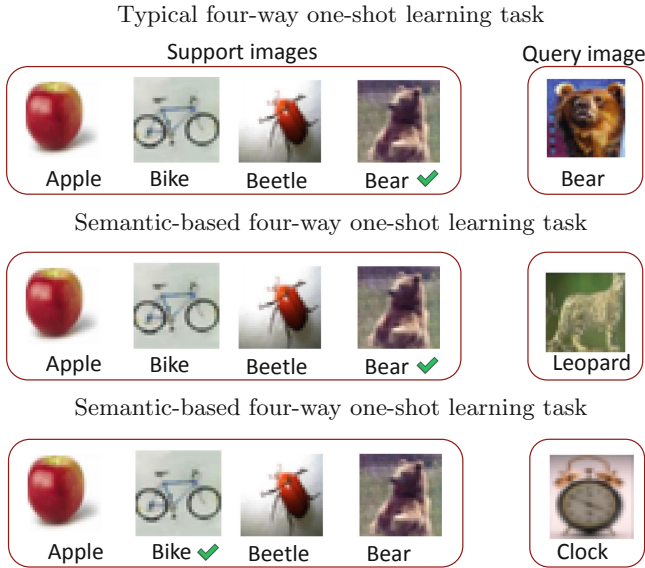 Typical four-way one-shot learning task
Support images
Query image
Apple Bike Beetle Bear
Bear
Semantic-based four-way one-shot learning task
Apple Bike Beetle Bear
Leopard
Semantic-based four-way one-shot learning task
Apple Bike Beetle Bear
Clock